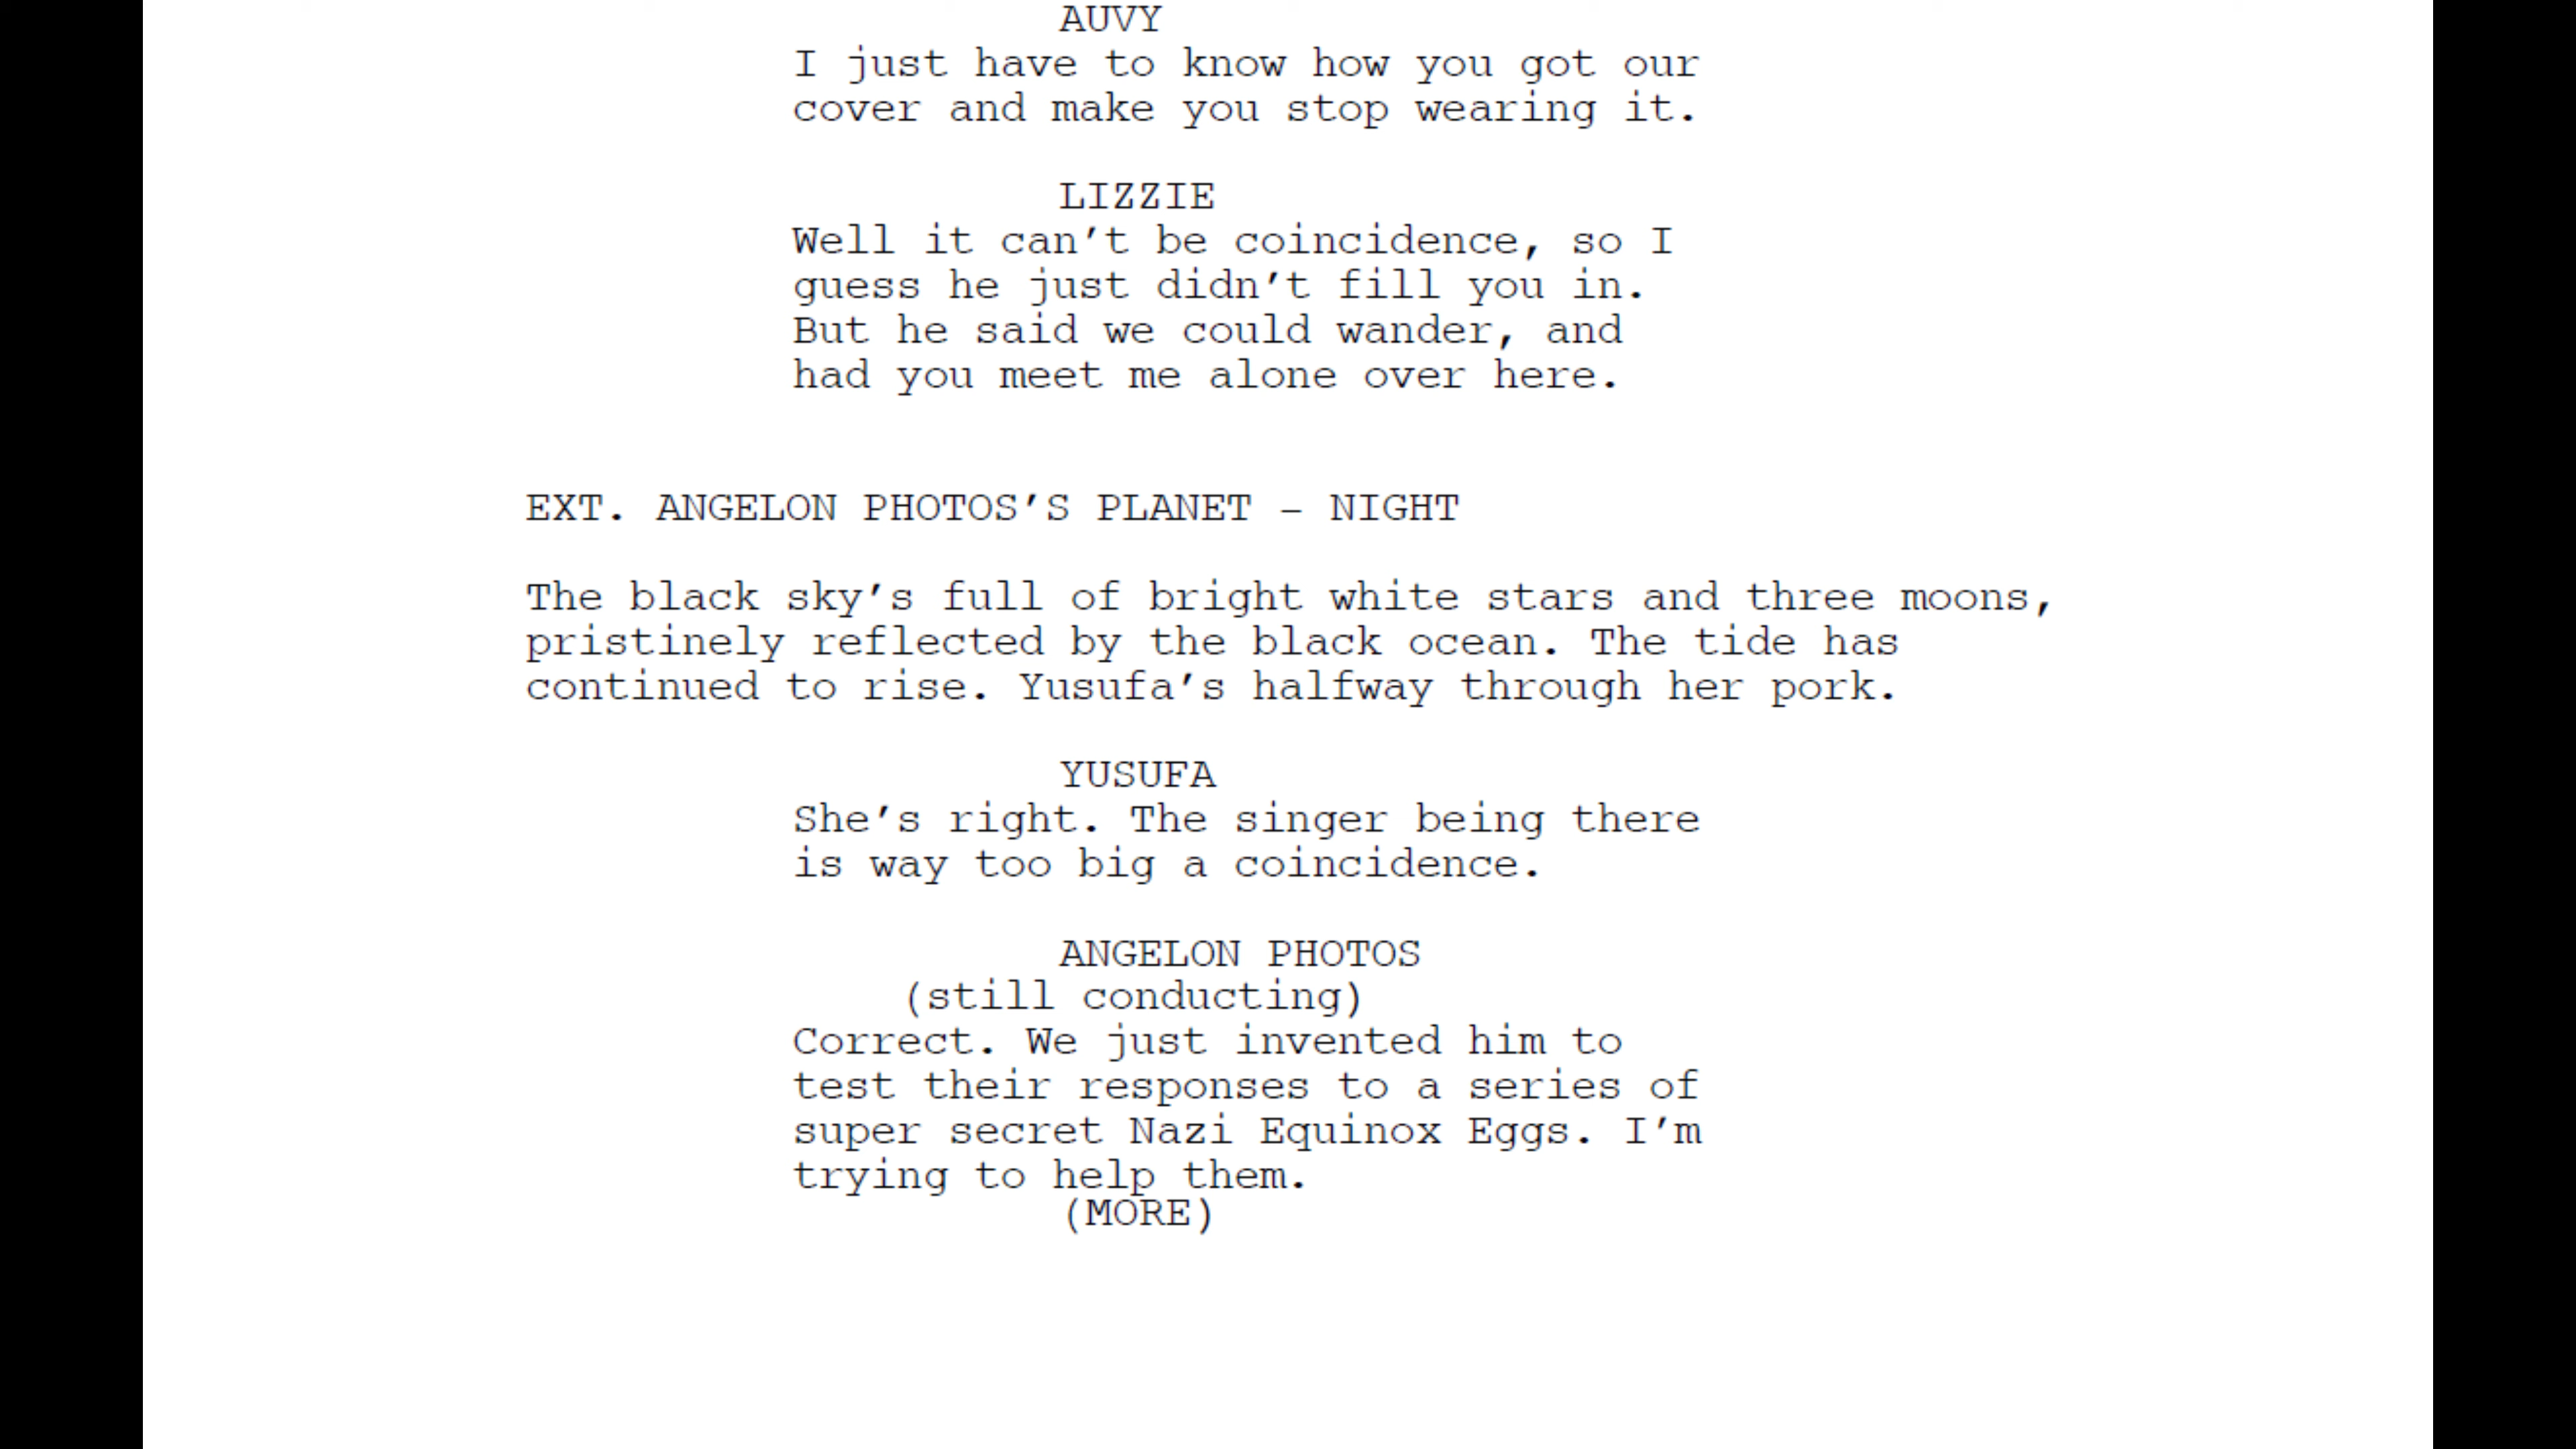 AUVY
I just have to know how you got our
cover and make you stop wearing it.
LIZZIE
Well it can’t be coincidence, so I
guess he just didn’t fill you in.
But he said we could wander, and
had you meet me alone over here.
EXT. ANGELON PHOTOS’S PLANET – NIGHT
The black sky’s full of bright white stars and three moons,
pristinely reflected by the black ocean. The tide has
continued to rise. Yusufa’s halfway through her pork.
YUSUFA
She’s right. The singer being there
is way too big a coincidence.
ANGELON PHOTOS
(still conducting)
Correct. We just invented him to
test their responses to a series of
super secret Nazi Equinox Eggs. I’m
trying to help them.
(MORE)